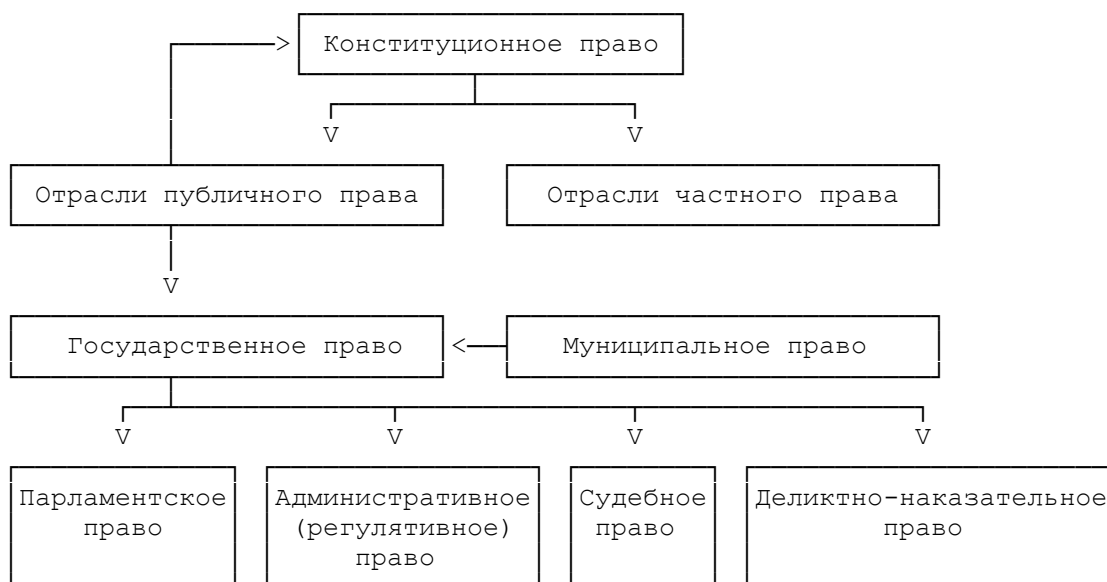 Конституционное право
Отрасли публичного права
Отрасли частного права
Государственное право
Муниципальное право
Парламентское
право
Административное
(регулятивное)
право
Судебное
право
Деликтно-наказательное
право